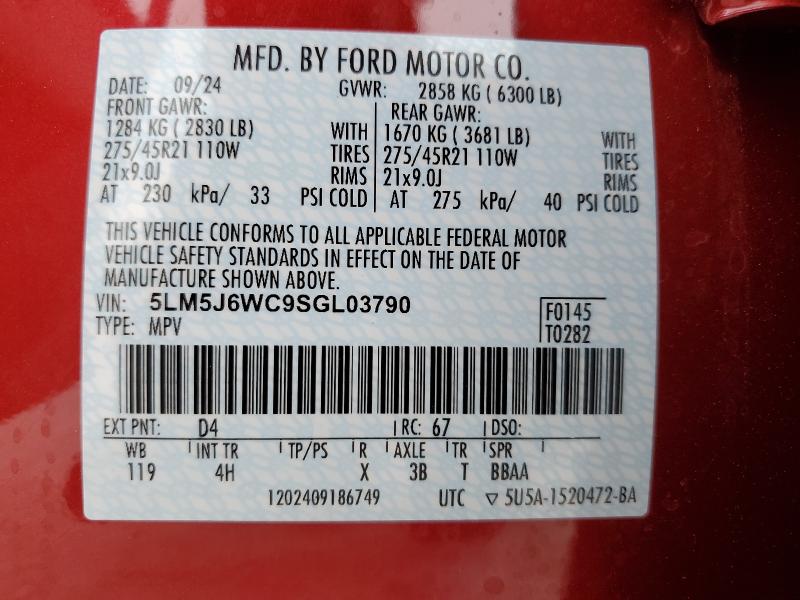 MFD. BY FORD MOTOR CO.
DATE: 09/24 GVWR: 2858 KG ( 6300 LB)
FRONT GAWR: REAR GAWR:
1284 KG ( 2830 LB) WITH 1670 KG ( 3681 LB) WITH
275/45R21 110W TIRES 275/45R21 110W TIRES
21x9.0J RIMS 21x9.0J RIMS
AT 230 kPa/ 33 PSI COLD AT 275 kPa/ 40 PSI COLD
THIS VEHICLE CONFORMS TO ALL APPLICABLE FEDERAL MOTOR
VEHICLE SAFETY STANDARDS IN EFFECT ON THE DATE OF
MANUFACTURE SHOWN ABOVE.
VIN: 5LM5J6WC9SGL03790 F0145
TYPE: MPV T0282
EXT PNT: D4 RC: 67 DSO:
WB INT TR TP/PS R AXLE TR SPR
119 4H X 3B T BBAA
1202409186749 UTC ▽ 5U5A-1520472-BA